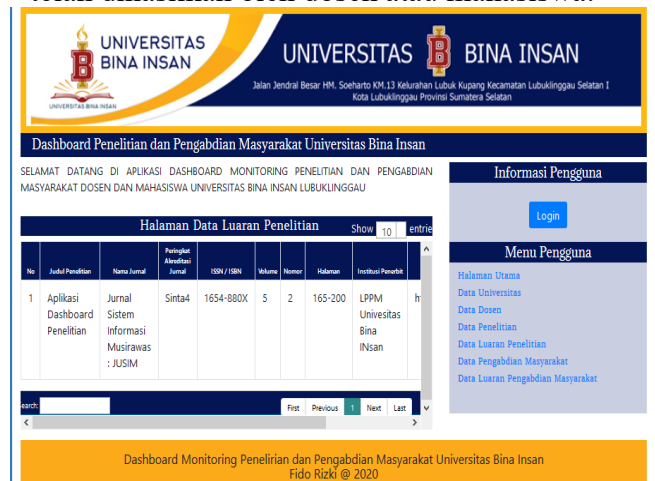 UNIVERSITAS
BINA INSAN
UNIVERSITAS BINA INSAN
UNIVERSITAS BINA INSAN
Jalan Jendral Besar HM. Soeharto KM.13 Kelurahan Lubuk Kupang Kecamatan Lubuklinggau Selatan I
Kota Lubuklinggau Provinsi Sumatera Selatan
Dashboard Penelitian dan Pengabdian Masyarakat Universitas Bina Insan
SELAMAT DATANG DI APLIKASI DASHBOARD MONITORING PENELITIAN DAN PENGABDIAN
MASYARAKAT DOSEN DAN MAHASISWA UNIVERSITAS BINA INSAN LUBUKLINGGAU
Informasi Pengguna
Login
Menu Pengguna
Halaman Utama
Data Universitas
Data Dosen
Data Penelitian
Data Luaran Penelitian
Data Pengabdian Masyarakat
Data Luaran Pengabdian Masyarakat
Halaman Data Luaran Penelitian Show 10 entrie
No Judul Penelitian Nama Jurnal Peringkat Akreditasi Jurnal ISSN / ISBN Volume Nomor Halaman Institusi Penerbit
1 Aplikasi Jurnal Sinta4 1654-880X 5 2 165-200 LPPM
Dashboard Sistem Univesitas
Penelitian Informasi Bina
Musirawas INsan
: JUSIM
earch:
First Previous 1 Next Last
Dashboard Monitoring Penelirian dan Pengabdian Masyarakat Universitas Bina Insan
Fido Rizki @ 2020